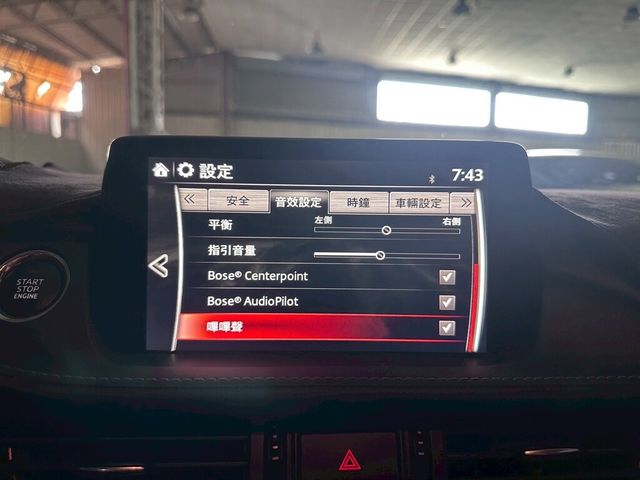 設定 7:43
安全 音效設定 時鐘 車輛設定
平衡 左側 右側
指引音量
Bose® Centerpoint
Bose® AudioPilot
嗶嗶聲
START
STOP
ENGINE